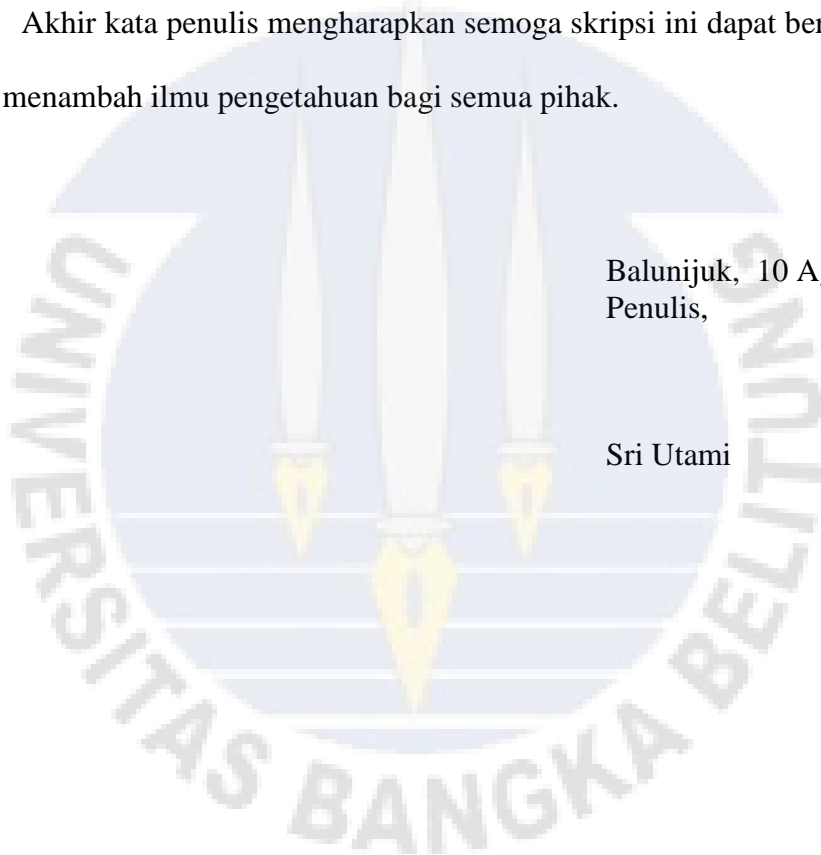 Akhir kata penulis mengharapkan semoga skripsi ini dapat ber
menambah ilmu pengetahuan bagi semua pihak.
Balunijuk, 10 A
Penulis,
Sri Utami
UNIVERSITAS BANGKA BELITUNG